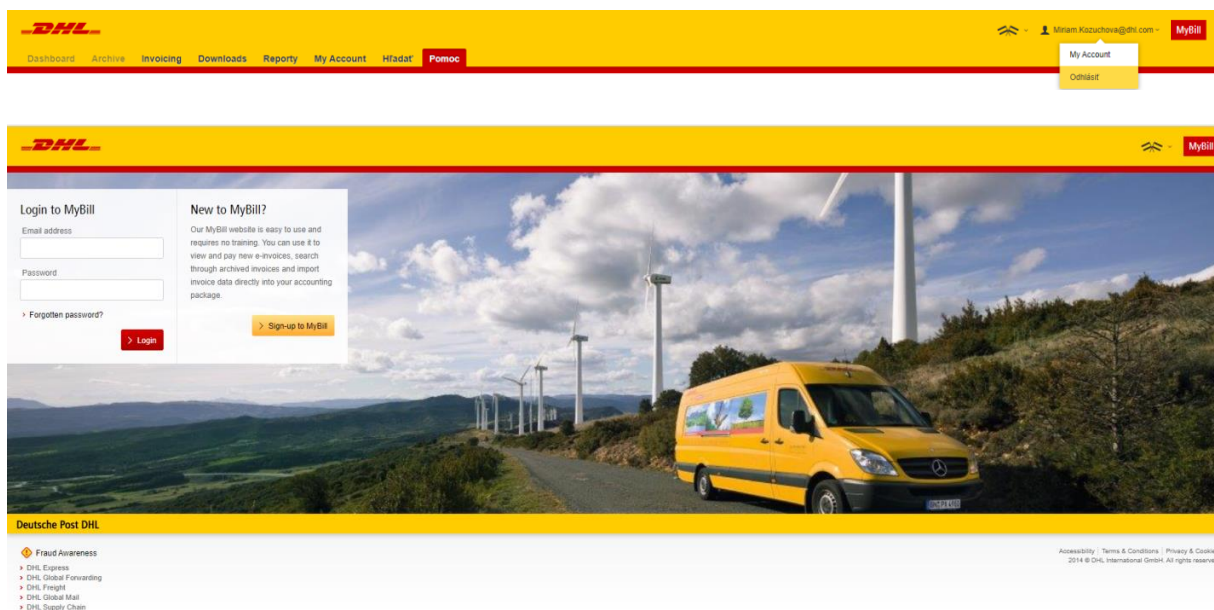 DHL
Miriam.Kozuchova@dhl.com
MyBill
Dashboard Archive Invoicing Downloads Reporty My Account Hľadať Pomoc
My Account
Odhlásiť
DHL
MyBill
Login to MyBill
Email address
Password
Forgotten password?
Login
New to MyBill?
Our MyBill website is easy to use and
requires no training. You can use it to
view and pay new e-invoices, search
through archived invoices and import
invoice data directly into your accounting
package.
Sign-up to MyBill
Deutsche Post DHL
Fraud Awareness
DHL Express
DHL Global Forwarding
DHL Freight
DHL Global Mail
DHL Supply Chain
Accessibility | Terms & Conditions | Privacy & Cookie
2014 © DHL International GmbH. All rights reserve